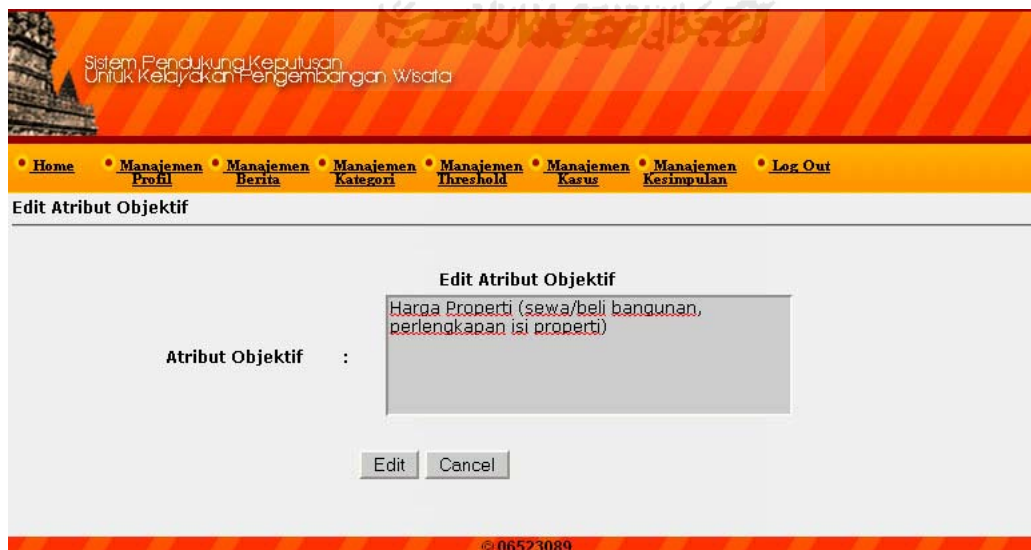 Sistem Pendukung Keputusan
Untuk Kelayakan Pengembangan Wisata
Home
Manajemen Profil
Manajemen Berita
Manajemen Kategori
Manajemen Threshold
Manajemen Kasus
Manajemen Kesimpulan
Log Out
Edit Atribut Objektif
Edit Atribut Objektif
Harga Properti (sewa/beli bangunan,
perlengkapan isi properti)
Atribut Objektif :
Edit Cancel
© 06523089